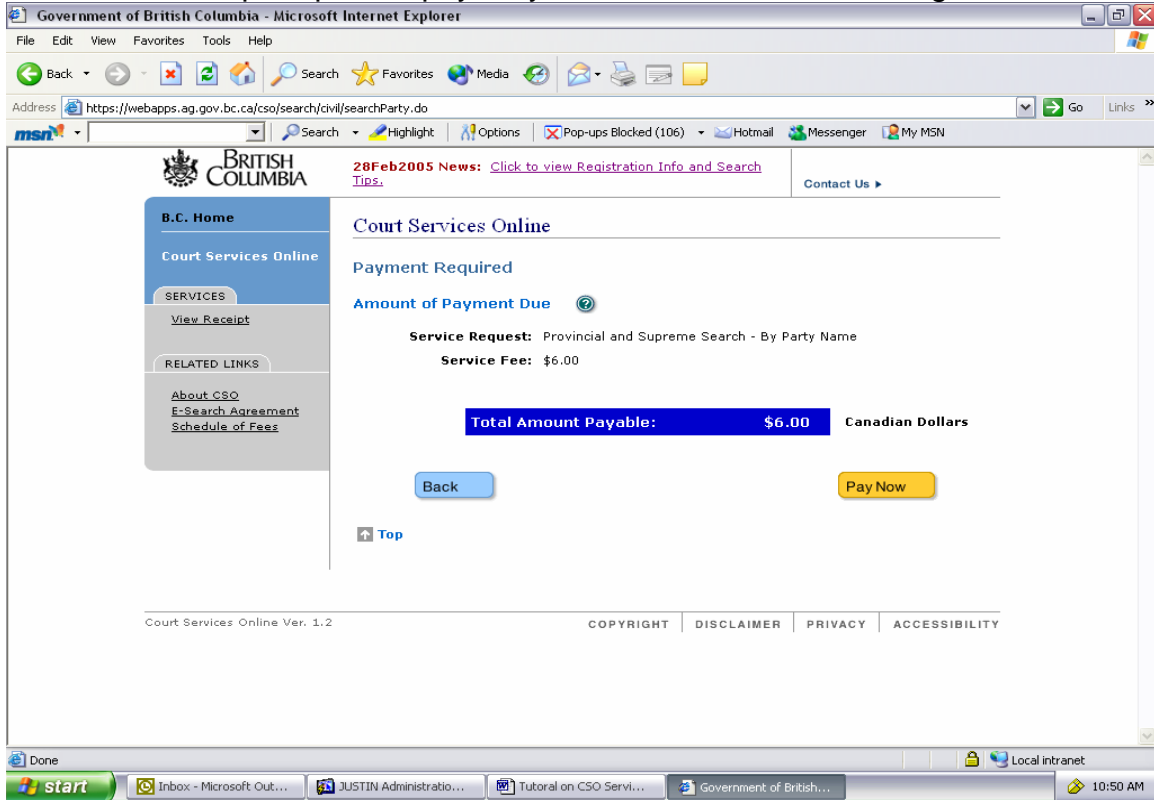 Government of British Columbia - Microsoft Internet Explorer
File Edit View Favorites Tools Help
Back Search Favorites Media
Address https://webapps.ag.gov.bc.ca/cso/search/civil/searchParty.do Go Links »
msn Search Highlight Options Pop-ups Blocked (106) Hotmail Messenger My MSN
BRITISH
COLUMBIA
28Feb2005 News: Click to view Registration Info and Search
Tips.
Contact Us
B.C. Home
Court Services Online
SERVICES
View Receipt
RELATED LINKS
About CSO
E-Search Agreement
Schedule of Fees
Court Services Online
Payment Required
Amount of Payment Due ?
Service Request: Provincial and Supreme Search - By Party Name
Service Fee: $6.00
Total Amount Payable: $6.00 Canadian Dollars
Back Pay Now
Top
Court Services Online Ver. 1.2 COPYRIGHT DISCLAIMER PRIVACY ACCESSIBILITY
Done Local intranet
start Inbox - Microsoft Out... JUSTIN Administratio... Tutoral on CSO Servi... Government of British... 10:50 AM